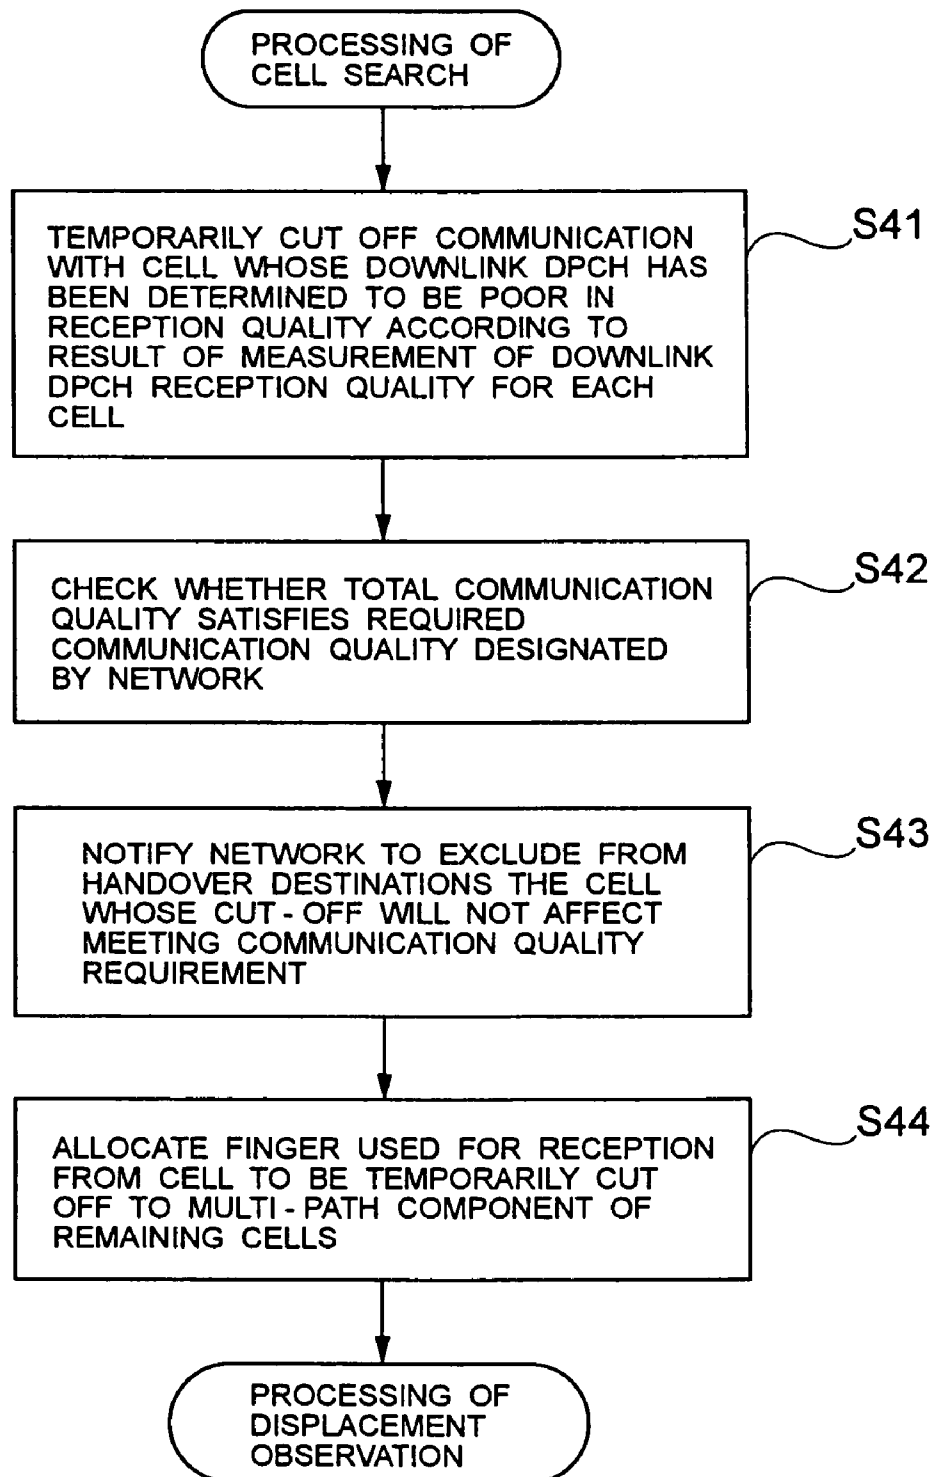 PROCESSING OF
CELL SEARCH
TEMPORARILY CUT OFF COMMUNICATION
WITH CELL WHOSE DOWNLINK DPCH HAS
BEEN DETERMINED TO BE POOR IN
RECEPTION QUALITY ACCORDING TO
RESULT OF MEASUREMENT OF DOWNLINK
DPCH RECEPTION QUALITY FOR EACH
CELL
S41
CHECK WHETHER TOTAL COMMUNICATION
QUALITY SATISFIES REQUIRED
COMMUNICATION QUALITY DESIGNATED
BY NETWORK
S42
NOTIFY NETWORK TO EXCLUDE FROM
HANDOVER DESTINATIONS THE CELL
WHOSE CUT-OFF WILL NOT AFFECT
MEETING COMMUNICATION QUALITY
REQUIREMENT
S43
ALLOCATE FINGER USED FOR RECEPTION
FROM CELL TO BE TEMPORARILY CUT
OFF TO MULTI-PATH COMPONENT OF
REMAINING CELLS
S44
PROCESSING OF
DISPLACEMENT
OBSERVATION